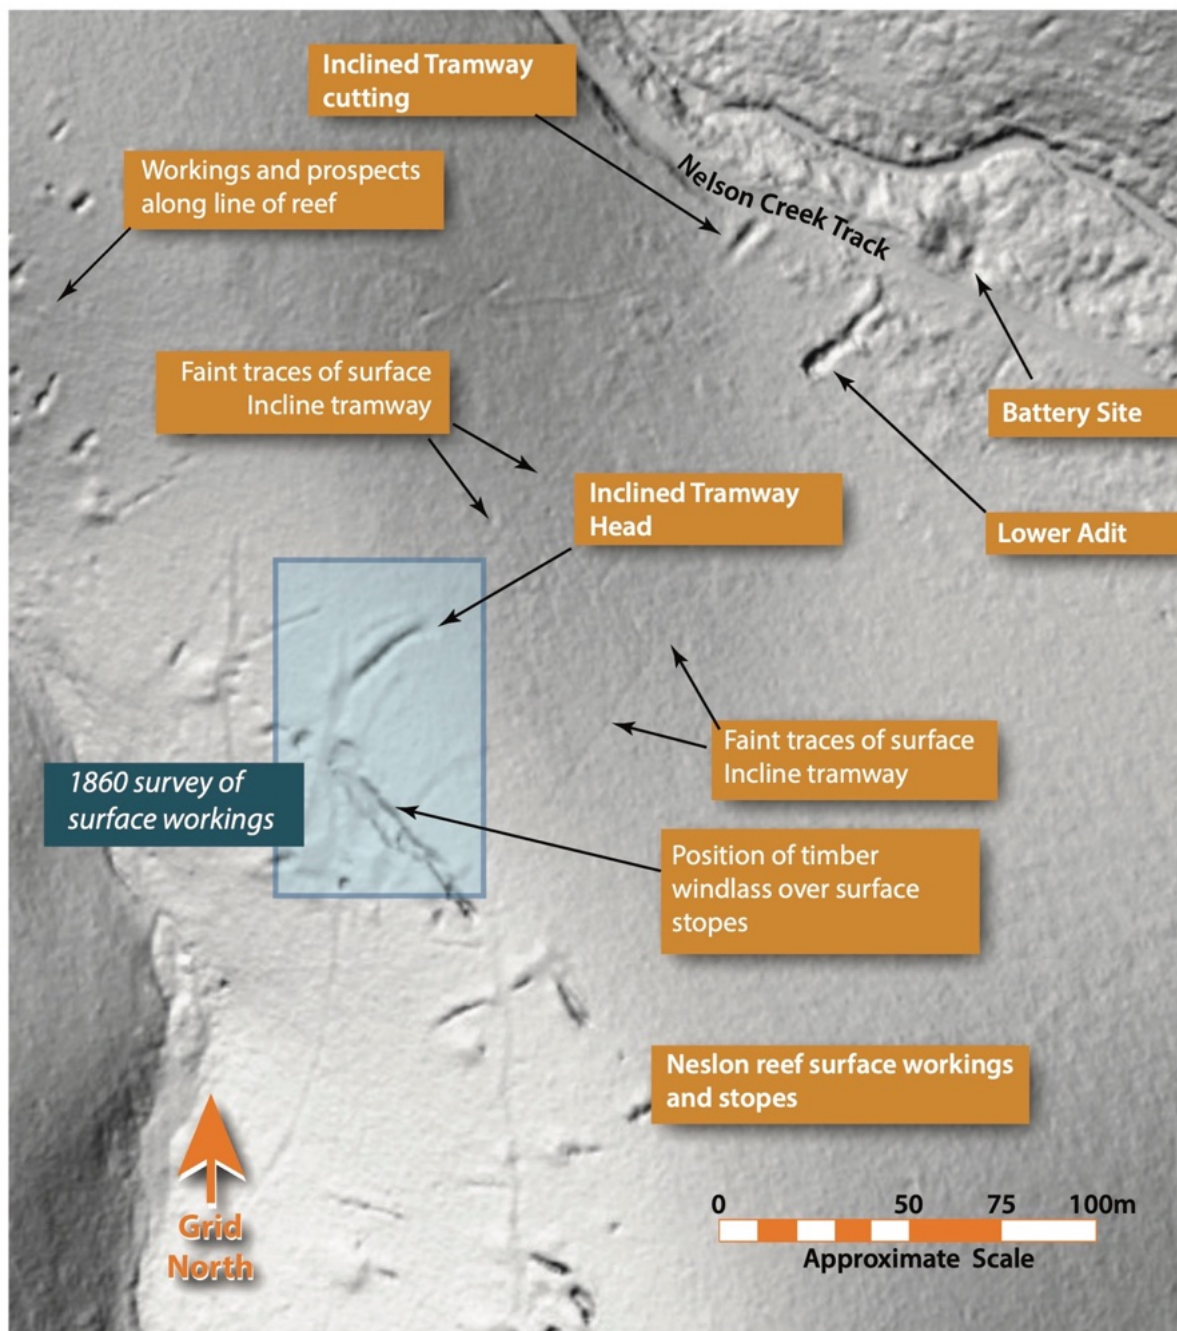 Inclined Tramway
cutting
Workings and prospects
along line of reef
Nelson Creek Track
Faint traces of surface
Incline tramway
Battery Site
Inclined Tramway
Head
Lower Adit
Faint traces of surface
Incline tramway
1860 survey of
surface workings
Position of timber
windlass over surface
stopes
Neslon reef surface workings
and stopes
Grid
North
0 50 75 100m
Approximate Scale